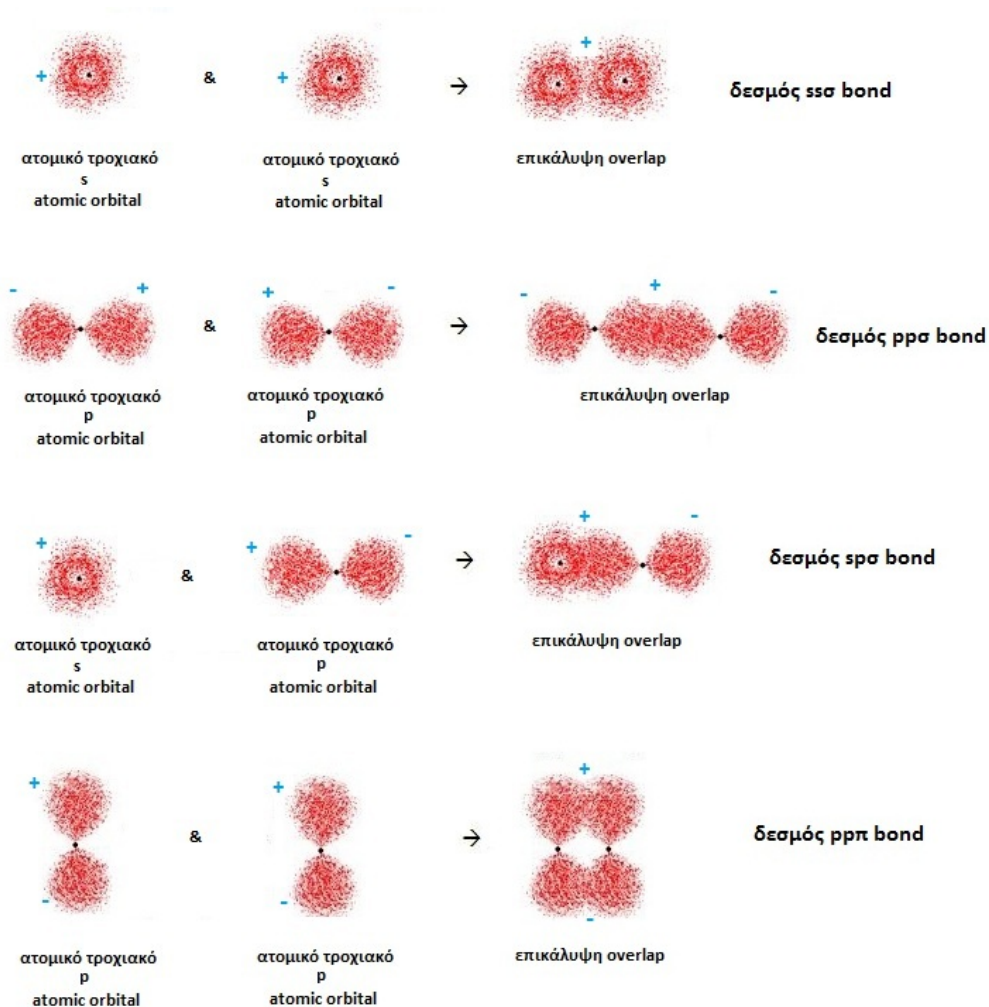 + & + → + δεσμός ssσ bond
ατομικό τροχιακό ατομικό τροχιακό επικάλυψη overlap
s s
atomic orbital atomic orbital
- + & + - → - + - δεσμός ppσ bond
ατομικό τροχιακό ατομικό τροχιακό επικάλυψη overlap
p p
atomic orbital atomic orbital
+ & + - → + - δεσμός spσ bond
ατομικό τροχιακό ατομικό τροχιακό επικάλυψη overlap
s p
atomic orbital atomic orbital
+ - & + - → + - δεσμός ppπ bond
ατομικό τροχιακό ατομικό τροχιακό επικάλυψη overlap
p p
atomic orbital atomic orbital